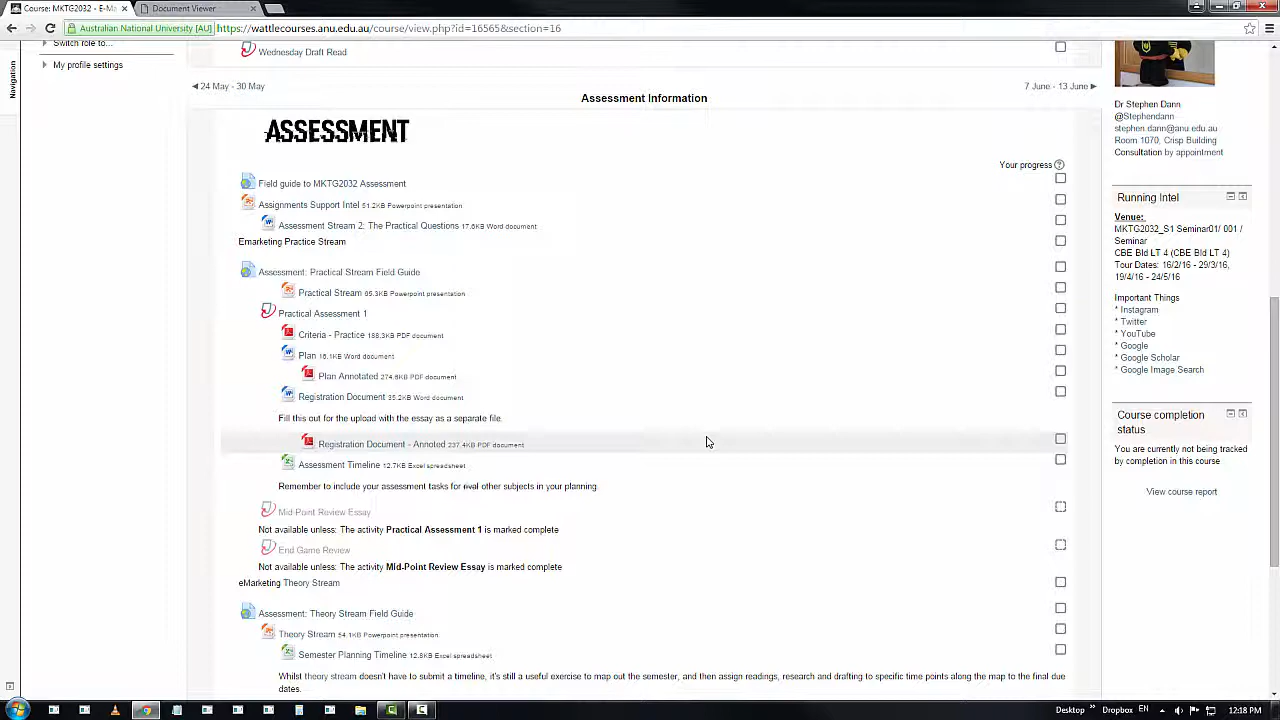 Course: MKTG2032 - E-Ma
Document Viewer
Australian National University [AU]
https://wattlecourses.anu.edu.au/course/view.php?id=16565&section=16
Navigation
Switch role to...
My profile settings
Wednesday Draft Read
24 May - 30 May
7 June - 13 June
Assessment Information
ASSESSMENT
Your progress
Field guide to MKTG2032 Assessment
Assignments Support Intel 51.2KB Powerpoint presentation
Assessment Stream 2: The Practical Questions 17.6KB Word document
Emarketing Practice Stream
Assessment: Practical Stream Field Guide
Practical Stream 65.3KB Powerpoint presentation
Practical Assessment 1
Criteria - Practice 188.3KB PDF document
Plan 16.1KB Word document
Plan Annotated 274.6KB PDF document
Registration Document 35.2KB Word document
Fill this out for the upload with the essay as a separate file.
Registration Document - Annoted 237.4KB PDF document
Assessment Timeline 12.7KB Excel spreadsheet
Remember to include your assessment tasks for eval other subjects in your planning.
Mid-Point Review Essay
Not available unless: The activity Practical Assessment 1 is marked complete
End Game Review
Not available unless: The activity Mid-Point Review Essay is marked complete
eMarketing Theory Stream
Assessment: Theory Stream Field Guide
Theory Stream 54.1KB Powerpoint presentation
Semester Planning Timeline 12.8KB Excel spreadsheet
Whilst theory stream doesn't have to submit a timeline, it's still a useful exercise to map out the semester, and then assign readings, research and drafting to specific time points along the map to the final due
dates.
Dr Stephen Dann
@Stephendann
stephen.dann@anu.edu.au
Room 1070, Crisp Building
Consultation by appointment
Running Intel
Venue:
MKTG2032_S1 Seminar01/ 001 /
Seminar
CBE Bld LT 4 (CBE Bld LT 4)
Tour Dates: 16/2/16 - 29/3/16,
19/4/16 - 24/5/16
Important Things
* Instagram
* Twitter
* YouTube
* Google
* Google Scholar
* Google Image Search
Course completion
status
You are currently not being tracked
by completion in this course
View course report
Desktop
Dropbox
EN
12:18 PM